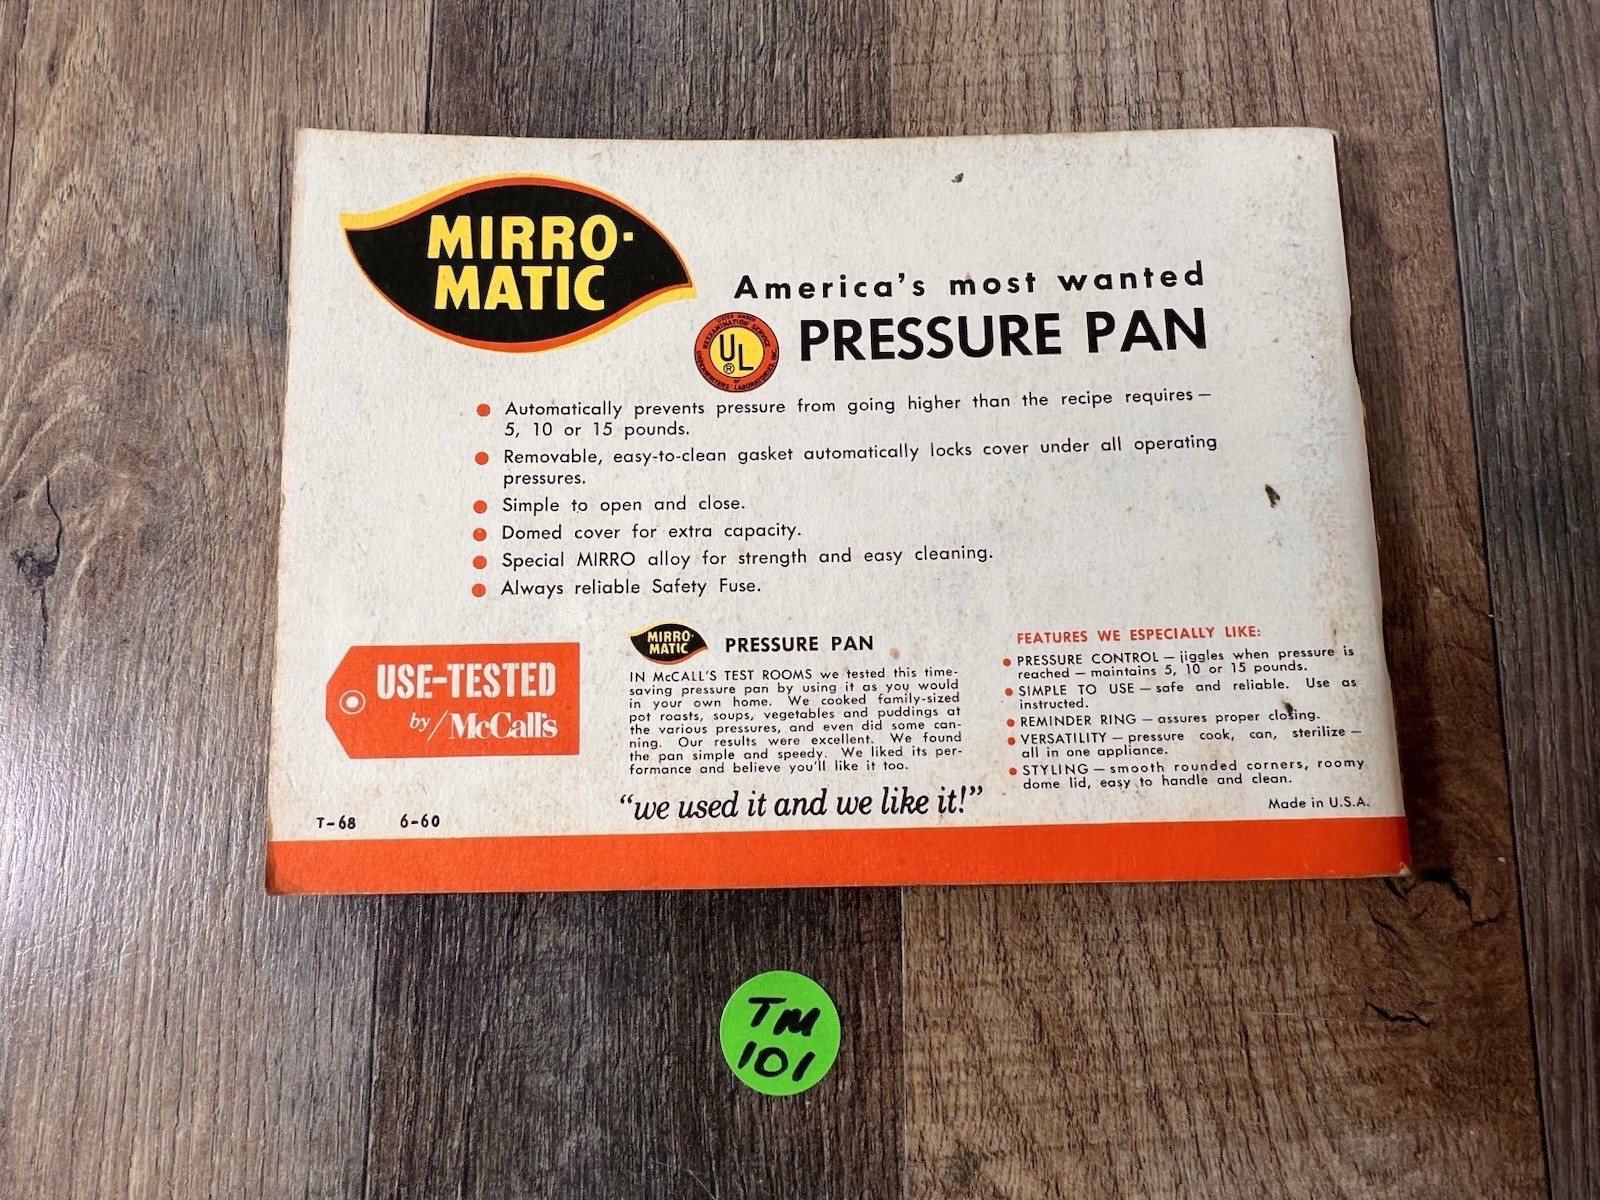 MIRRO-
MATIC
America's most wanted
PRESSURE PAN
LISTED UNDER
REEXAMINATION SERVICE
UL
®
OF
UNDERWRITERS' LABORATORIES, INC.
Automatically prevents pressure from going higher than the recipe requires —
5, 10 or 15 pounds.
Removable, easy-to-clean gasket automatically locks cover under all operating
pressures.
Simple to open and close.
Domed cover for extra capacity.
Special MIRRO alloy for strength and easy cleaning.
Always reliable Safety Fuse.
USE-TESTED
by/McCall's
MIRRO-
MATIC
PRESSURE PAN
IN McCALL'S TEST ROOMS we tested this time-
saving pressure pan by using it as you would
in your own home. We cooked family-sized
pot roasts, soups, vegetables and puddings at
the various pressures, and even did some can-
ning. Our results were excellent. We found
the pan simple and speedy. We liked its per-
formance and believe you'll like it too.
"we used it and we like it!"
FEATURES WE ESPECIALLY LIKE:
PRESSURE CONTROL — jiggles when pressure is
reached — maintains 5, 10 or 15 pounds.
SIMPLE TO USE — safe and reliable. Use as
instructed.
REMINDER RING — assures proper closing.
VERSATILITY — pressure cook, can, sterilize —
all in one appliance.
STYLING — smooth rounded corners, roomy
dome lid, easy to handle and clean.
Made in U.S.A.
T-68 6-60
TM
101